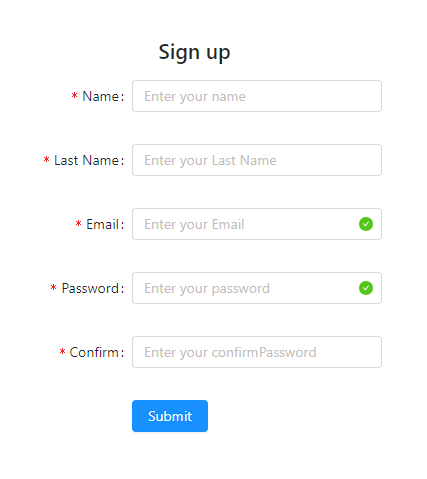 Sign up
* Name:
Enter your name
* Last Name:
Enter your Last Name
* Email:
Enter your Email
* Password:
Enter your password
* Confirm:
Enter your confirmPassword
Submit